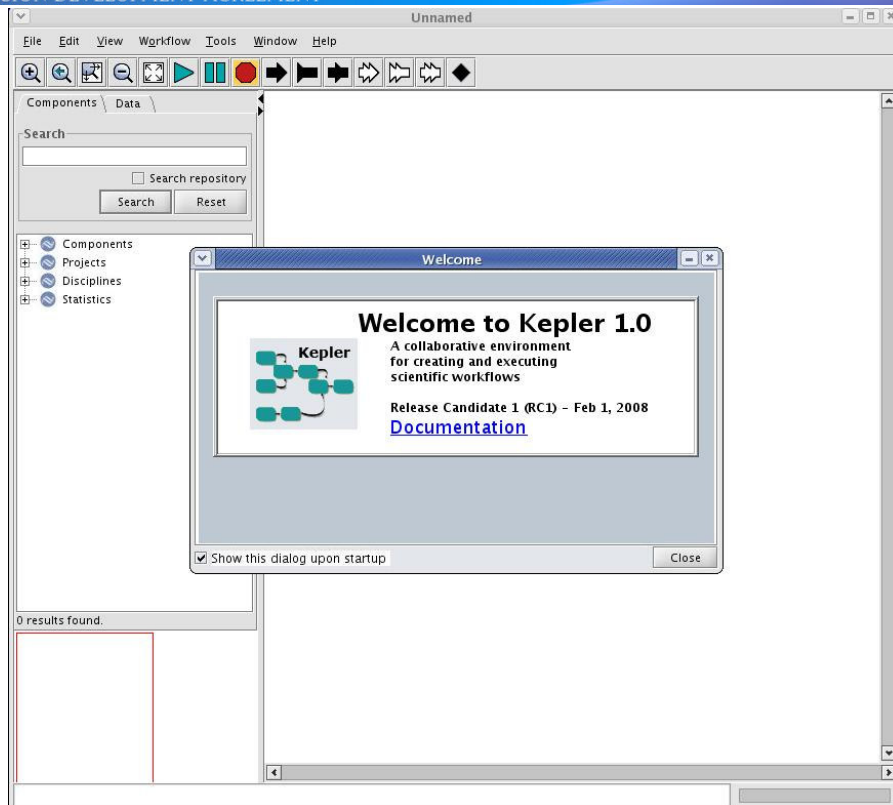 Unnamed
File Edit View Workflow Tools Window Help
Components Data
Search
Search repository
Search Reset
Components
Projects
Disciplines
Statistics
Welcome
Welcome to Kepler 1.0
Kepler
A collaborative environment
for creating and executing
scientific workflows
Release Candidate 1 (RC1) – Feb 1, 2008
Documentation
Show this dialog upon startup
Close
0 results found.